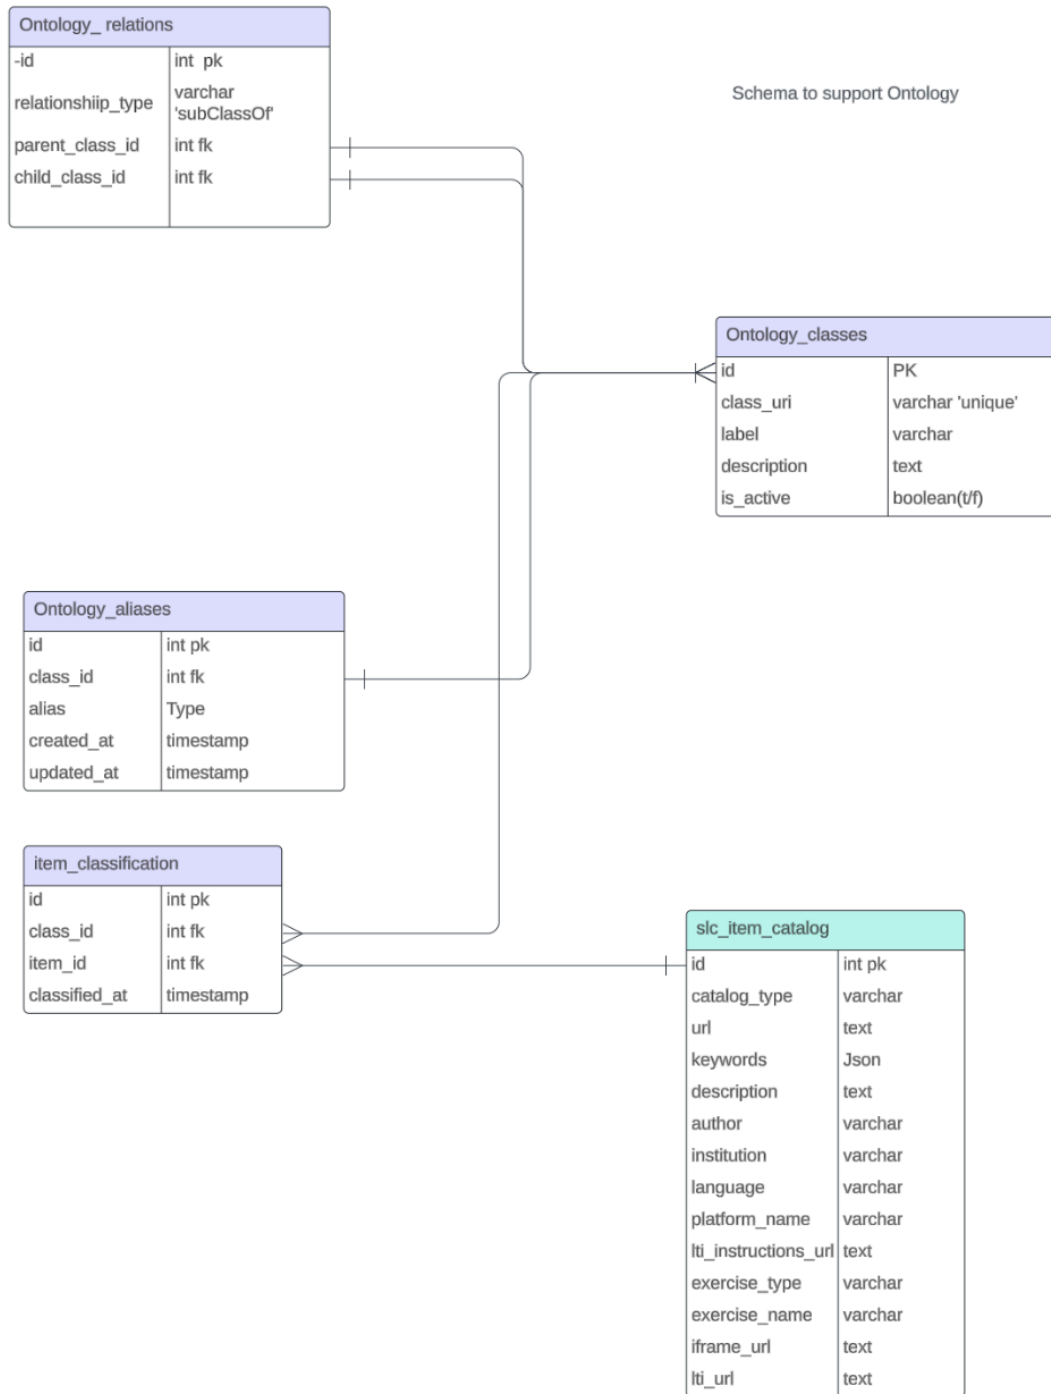 Ontology_ relations
-id int pk
relationshiip_type varchar 'subClassOf'
parent_class_id int fk
child_class_id int fk
Schema to support Ontology
Ontology_classes
id PK
class_uri varchar 'unique'
label varchar
description text
is_active boolean(t/f)
Ontology_aliases
id int pk
class_id int fk
alias Type
created_at timestamp
updated_at timestamp
item_classification
id int pk
class_id int fk
item_id int fk
classified_at timestamp
slc_item_catalog
id int pk
catalog_type varchar
url text
keywords Json
description text
author varchar
institution varchar
language varchar
platform_name varchar
lti_instructions_url text
exercise_type varchar
exercise_name varchar
iframe_url text
lti_url text